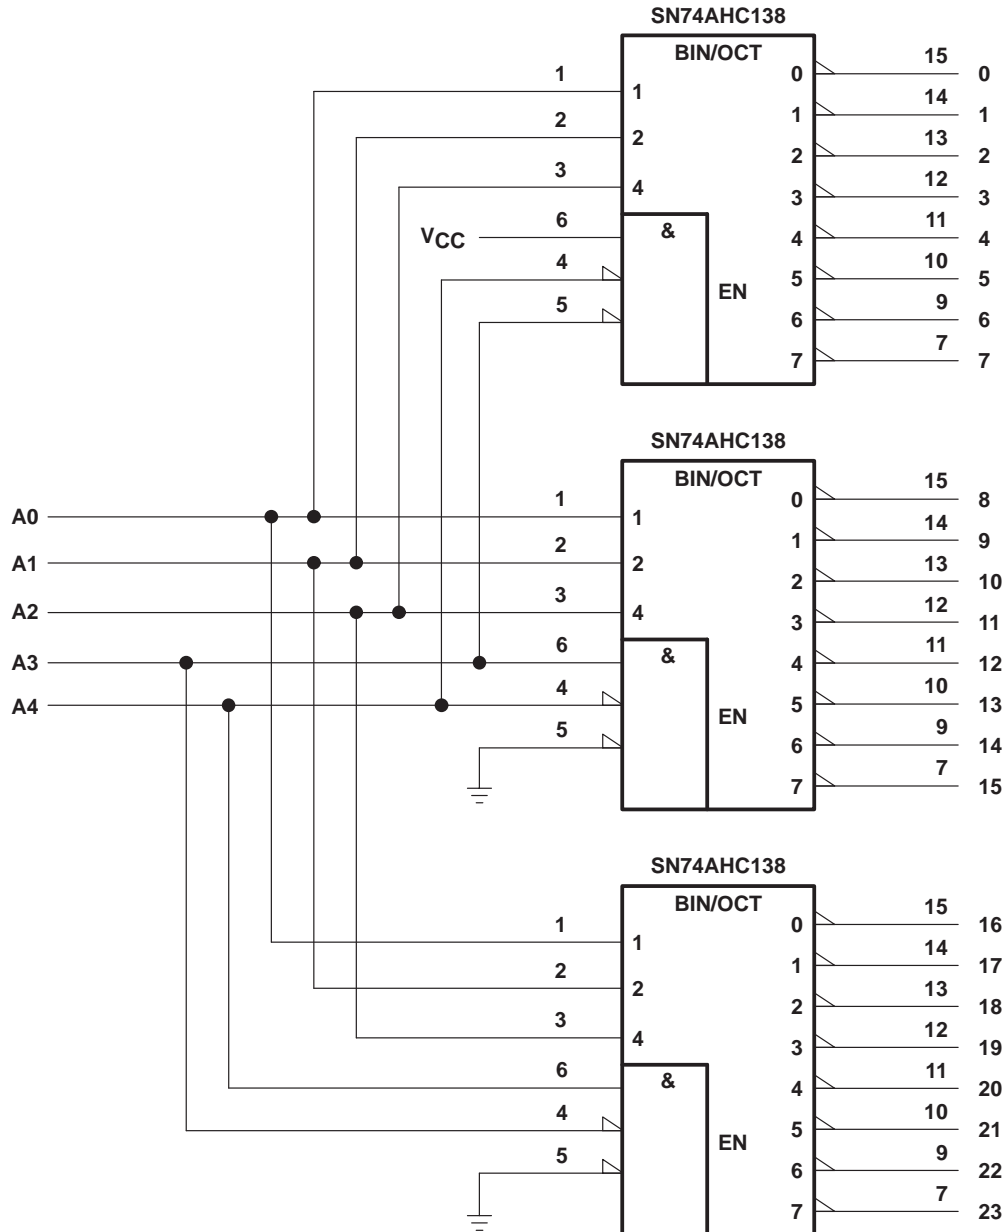 SN74AHC138
BIN/OCT
0 15 0
1 1
1 14 1
2 2
2 13 2
3 4
3 12 3
VCC 6 &
4 11 4
4
5 10 5
EN
5
6 9 6
7 7 7
SN74AHC138
BIN/OCT
0 15 8
A0 1 1
1 14 9
A1 2 2
2 13 10
A2 3 4
3 12 11
A3 6 &
4 11 12
A4 4
5 10 13
EN
5
6 9 14
7 7 15
SN74AHC138
BIN/OCT
0 15 16
1 1
1 14 17
2 2
2 13 18
3 4
3 12 19
6 &
4 11 20
4
5 10 21
EN
5
6 9 22
7 7 23